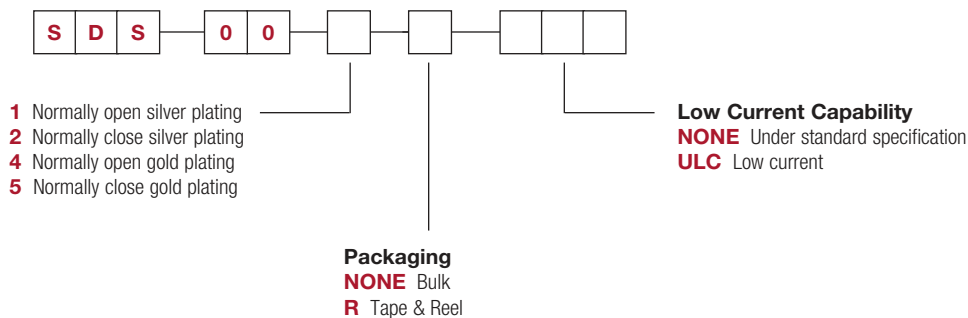 S D S 0 0
1 Normally open silver plating
2 Normally close silver plating
4 Normally open gold plating
5 Normally close gold plating
Low Current Capability
NONE Under standard specification
ULC Low current
Packaging
NONE Bulk
R Tape & Reel